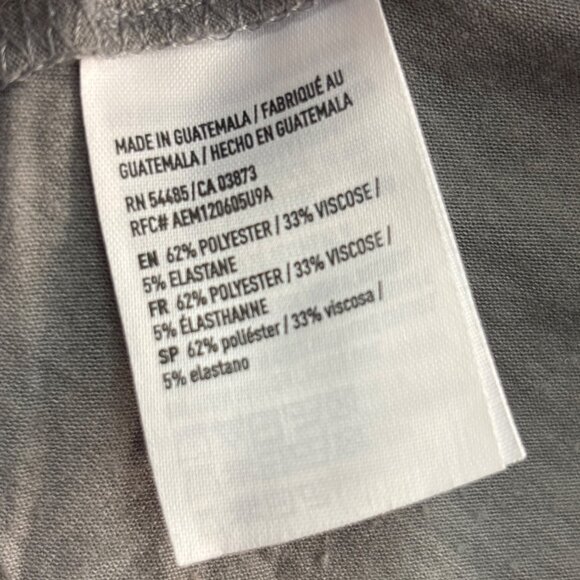 MADE IN GUATEMALA / FABRIQUÉ AU
GUATEMALA / HECHO EN GUATEMALA
RN 54485 / CA 03873
RFC# AEM120605U9A
EN 62% POLYESTER / 33% VISCOSE /
5% ELASTANE
FR 62% POLYESTER / 33% VISCOSE /
5% ÉLASTHANNE
SP 62% poliéster / 33% viscosa /
5% elastano